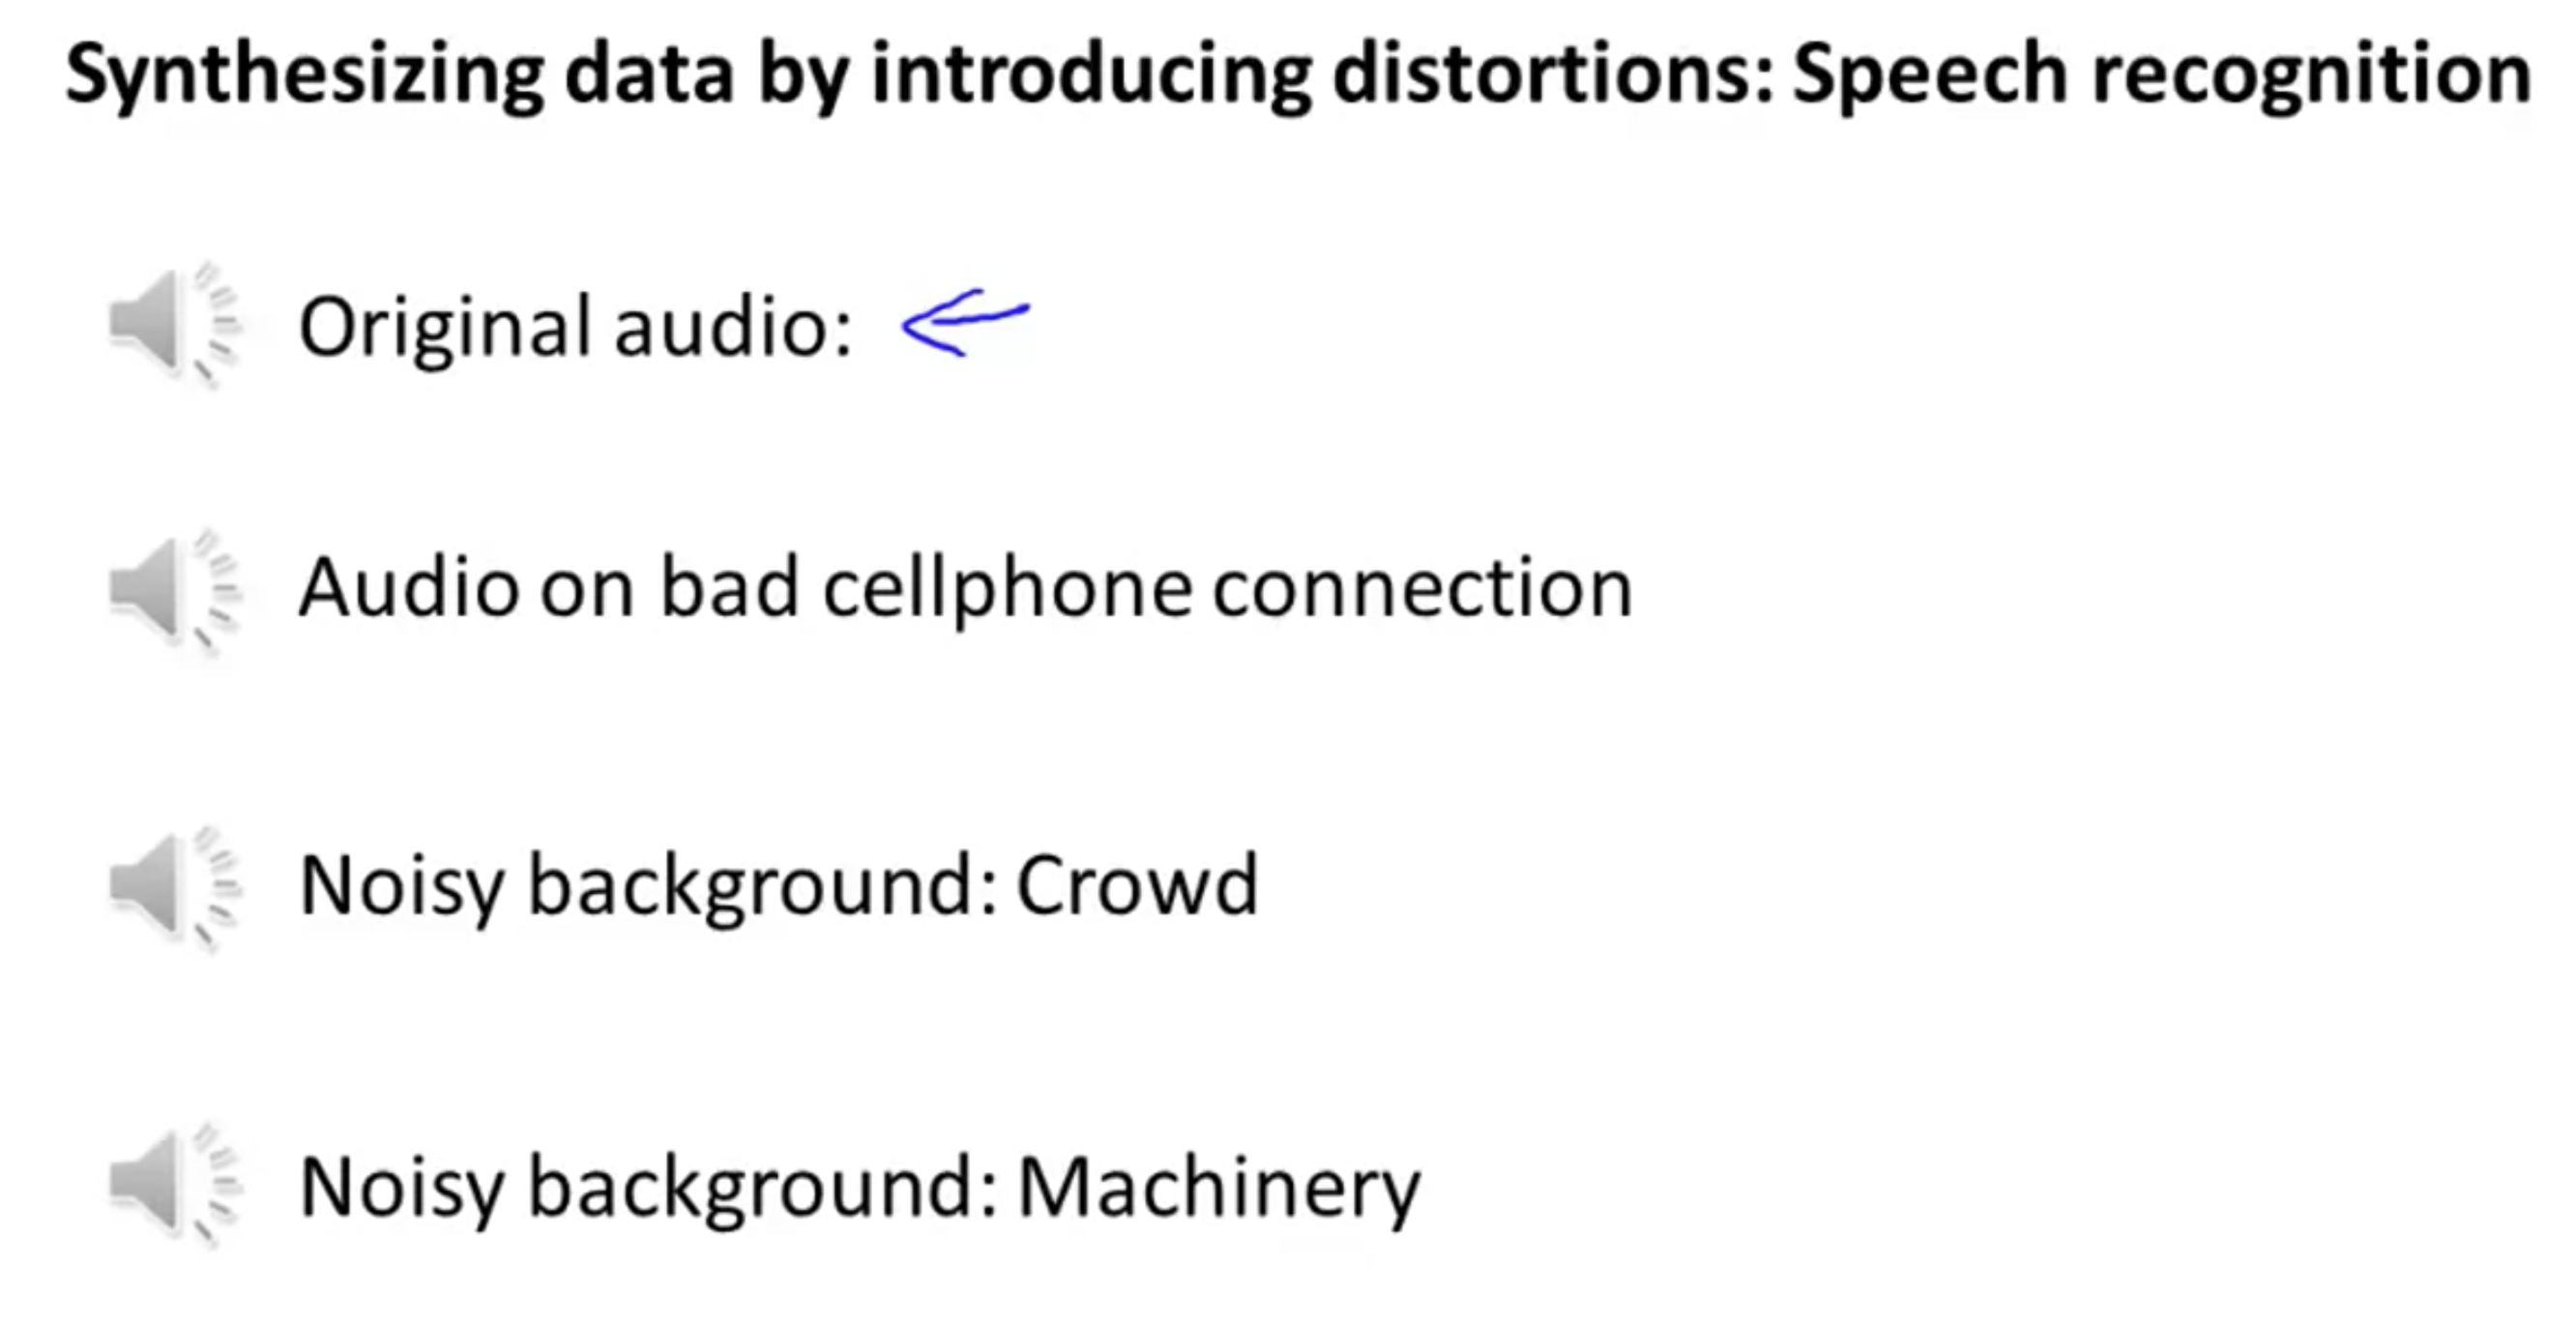 Synthesizing data by introducing distortions: Speech recognition
Original audio:
Audio on bad cellphone connection
Noisy background: Crowd
Noisy background: Machinery